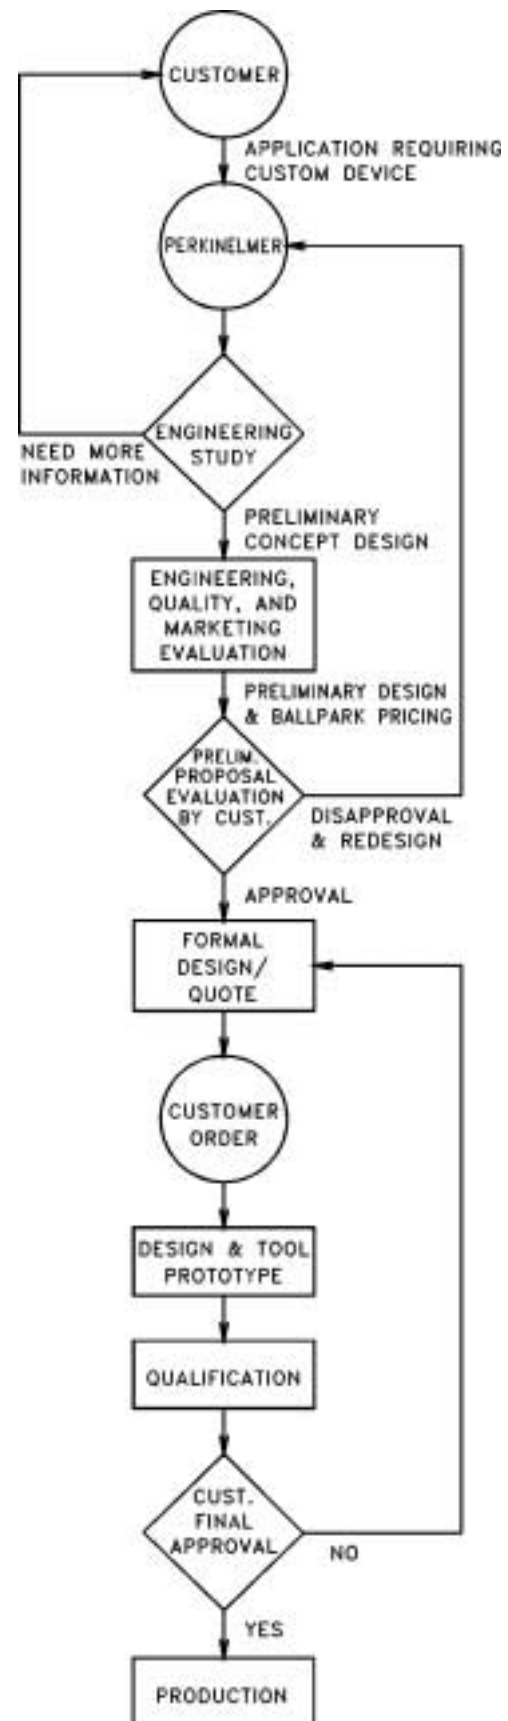 CUSTOMER
APPLICATION REQUIRING
CUSTOM DEVICE
PERKINELMER
ENGINEERING
STUDY
NEED MORE
INFORMATION
PRELIMINARY
CONCEPT DESIGN
ENGINEERING,
QUALITY, AND
MARKETING
EVALUATION
PRELIMINARY DESIGN
& BALLPARK PRICING
PRELIM.
PROPOSAL
EVALUATION
BY CUST.
DISAPPROVAL
& REDESIGN
APPROVAL
FORMAL
DESIGN/
QUOTE
CUSTOMER
ORDER
DESIGN & TOOL
PROTOTYPE
QUALIFICATION
CUST.
FINAL
APPROVAL
NO
YES
PRODUCTION